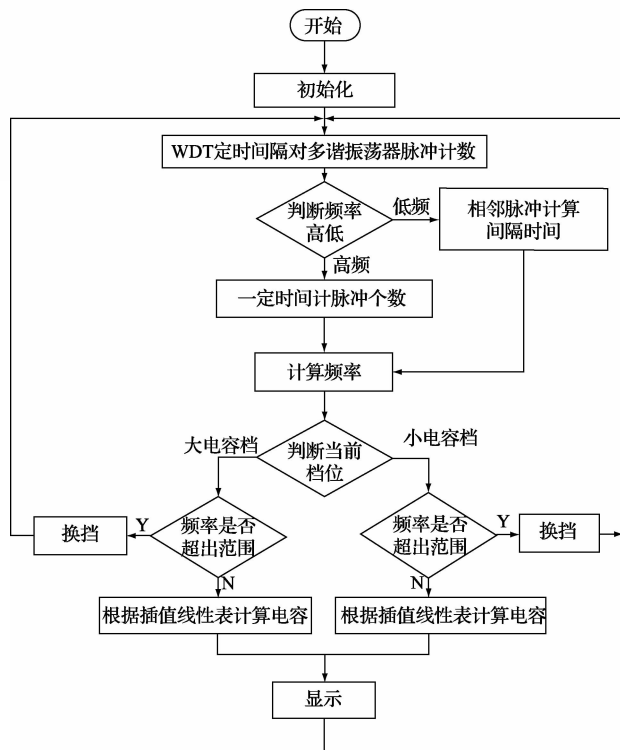 开始
初始化
WDT定时间隔对多谐振荡器脉冲计数
判断频率
高低
低频
相邻脉冲计算
间隔时间
高频
一定时间计脉冲个数
计算频率
大电容档
判断当前
档位
小电容档
换挡
Y
频率是否
超出范围
频率是否
超出范围
Y
换挡
N
N
根据插值线性表计算电容
根据插值线性表计算电容
显示